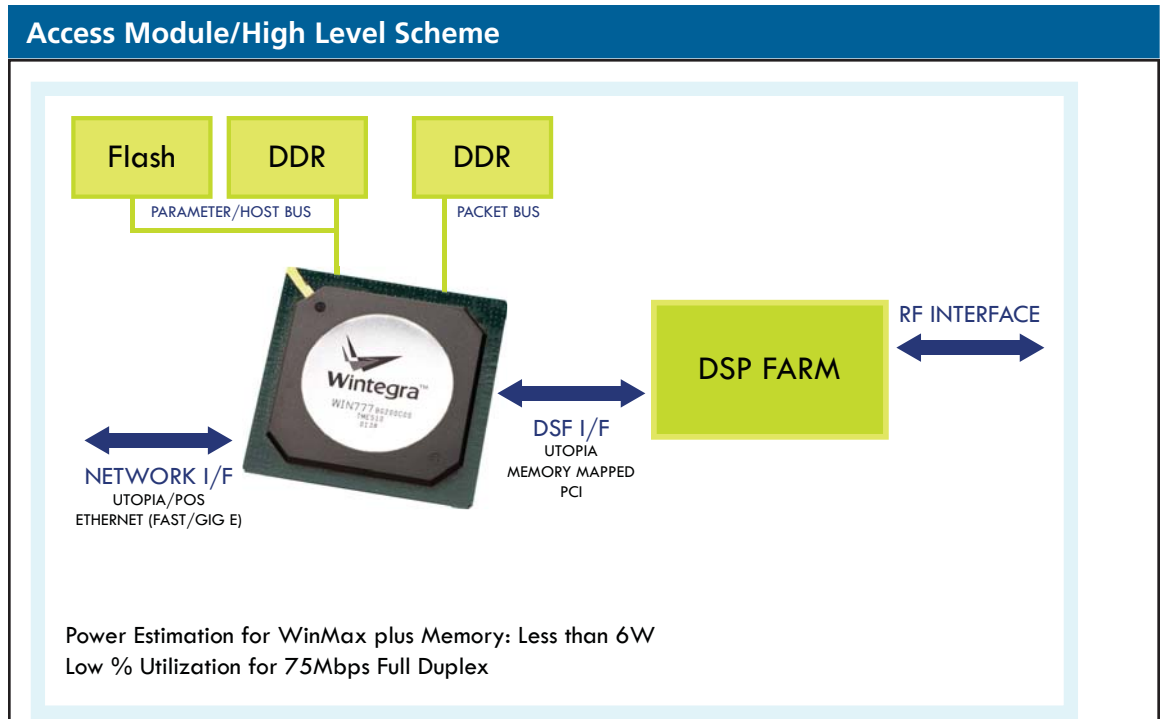 Access Module/High Level Scheme
Flash
DDR
DDR
PARAMETER/HOST BUS
PACKET BUS
RF INTERFACE
DSP FARM
Wintegra™
WIN777
DSF I/F
UTOPIA
MEMORY MAPPED
PCI
NETWORK I/F
UTOPIA/POS
ETHERNET (FAST/GIG E)
Power Estimation for WinMax plus Memory: Less than 6W
Low % Utilization for 75Mbps Full Duplex